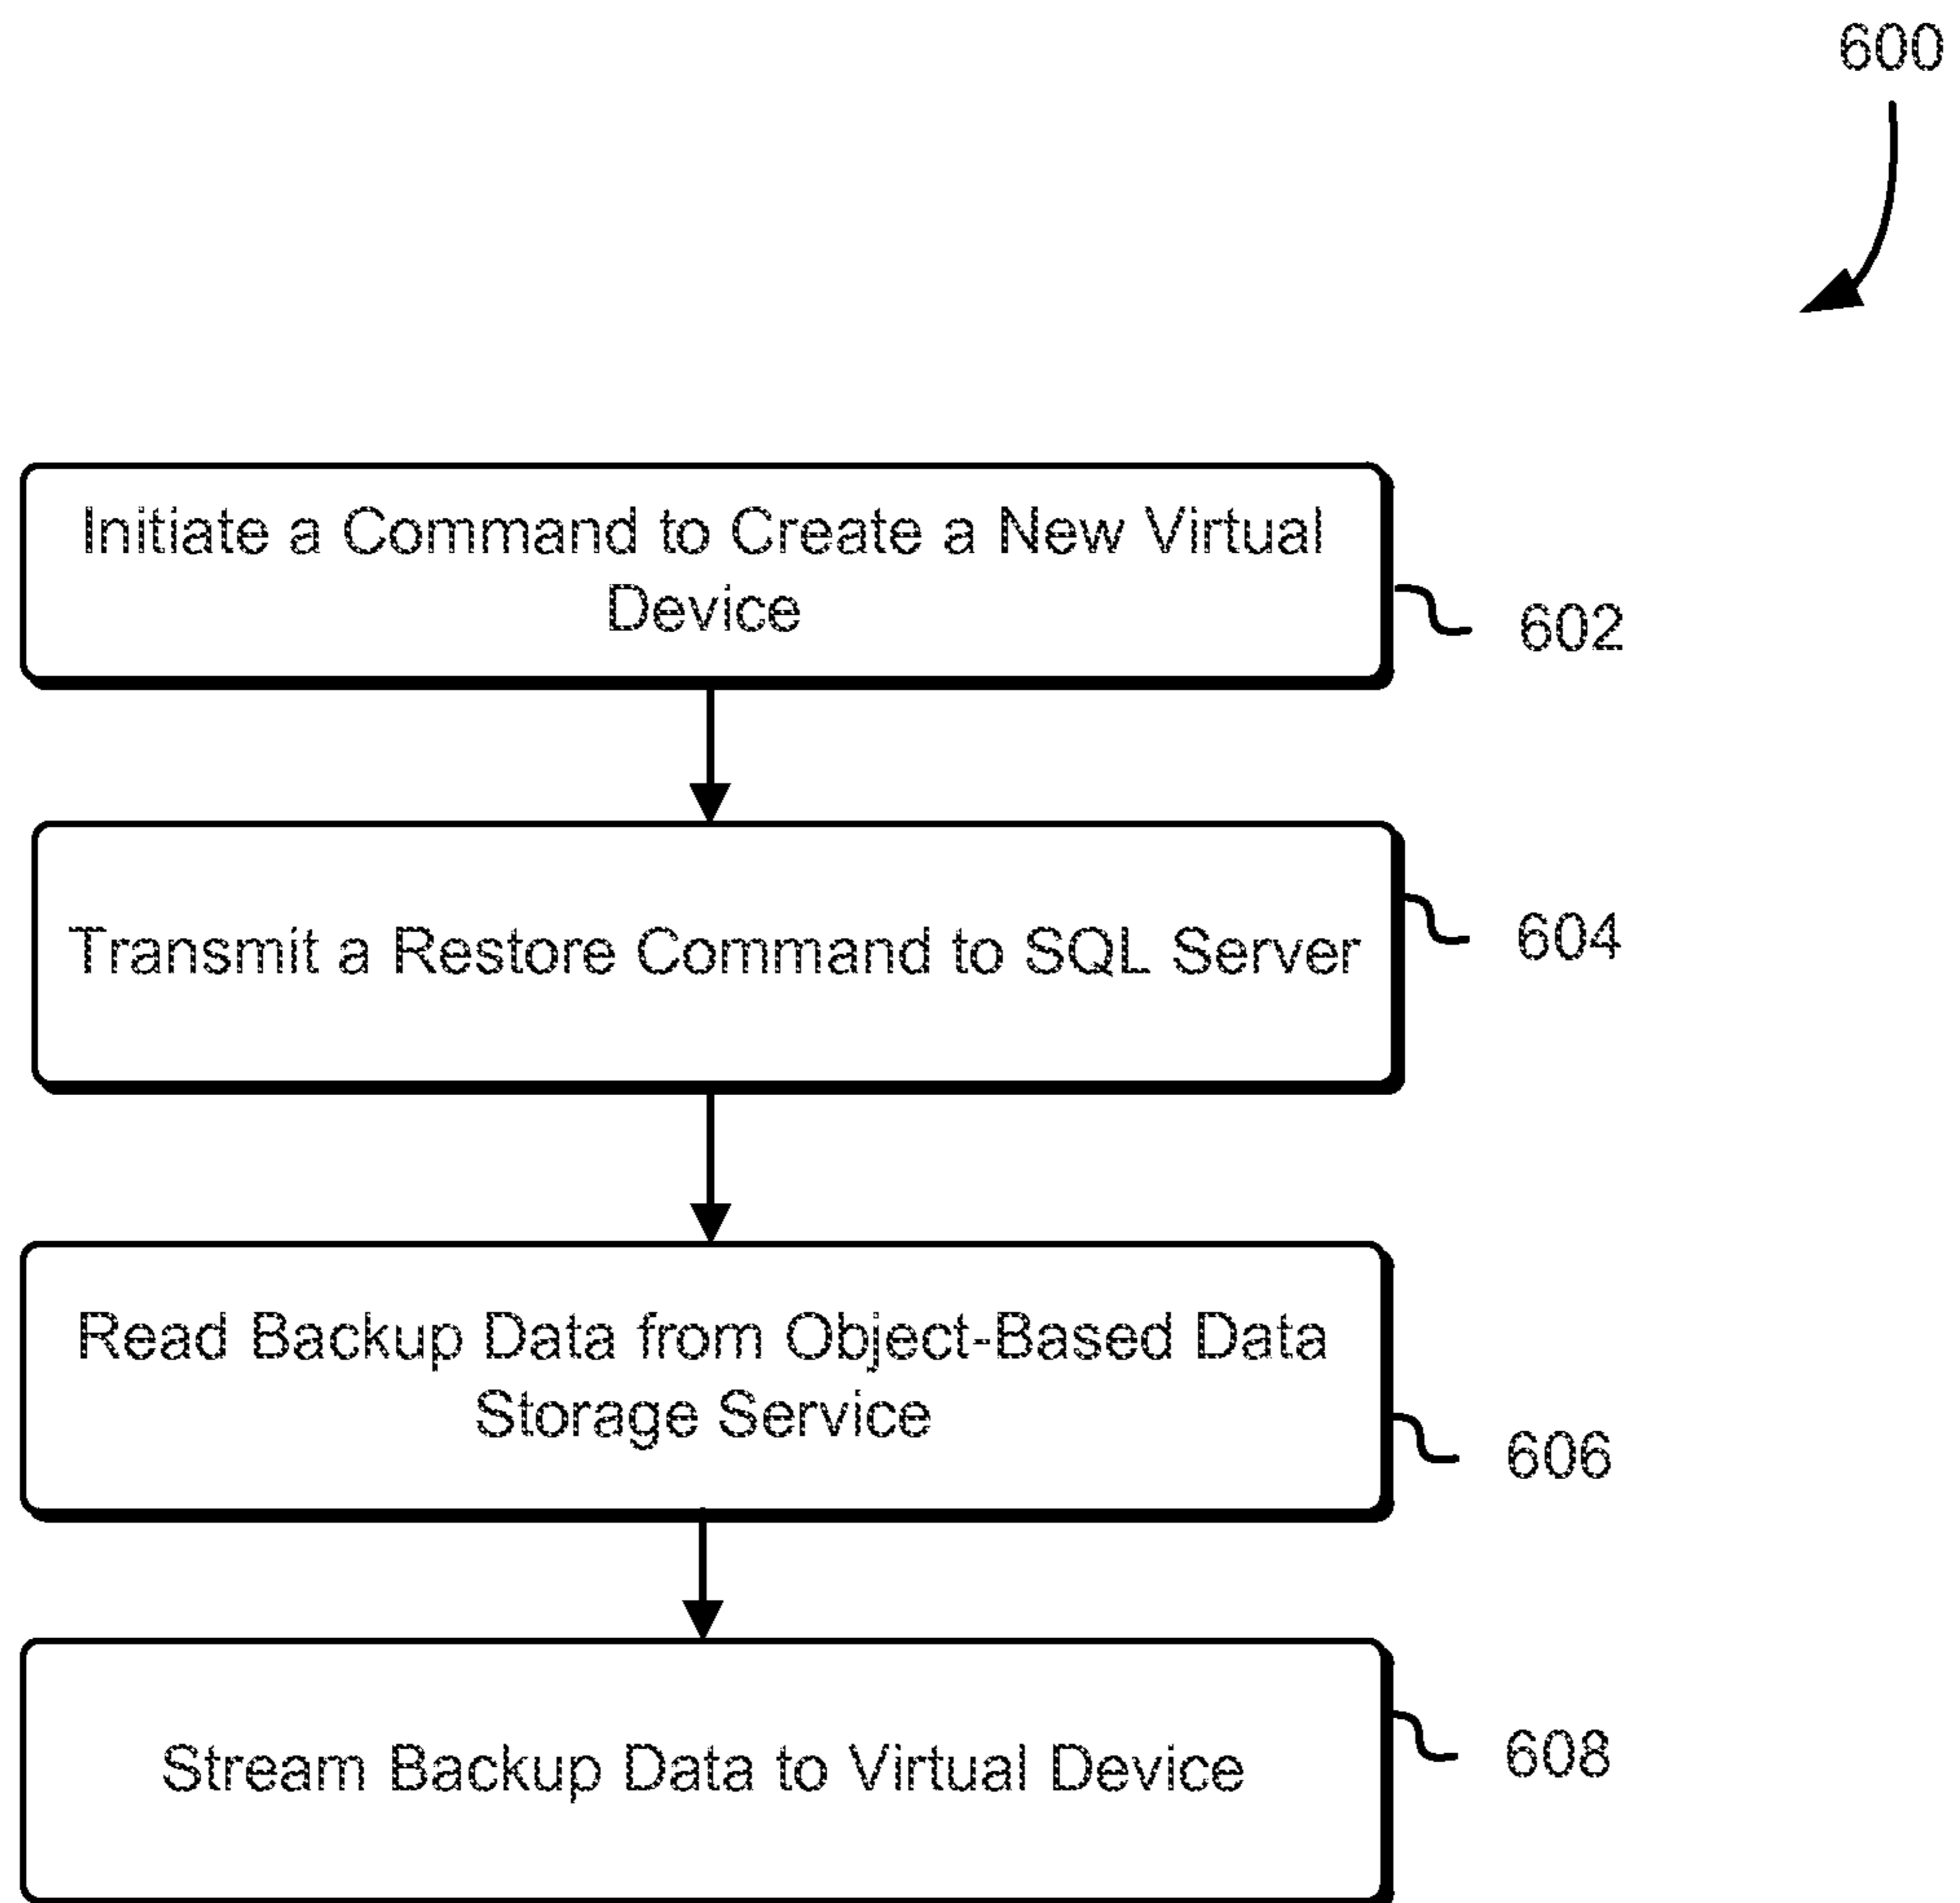 600
Initiate a Command to Create a New Virtual
Device
602
Transmit a Restore Command to SQL Server
604
Read Backup Data from Object-Based Data
Storage Service
606
Stream Backup Data to Virtual Device
608